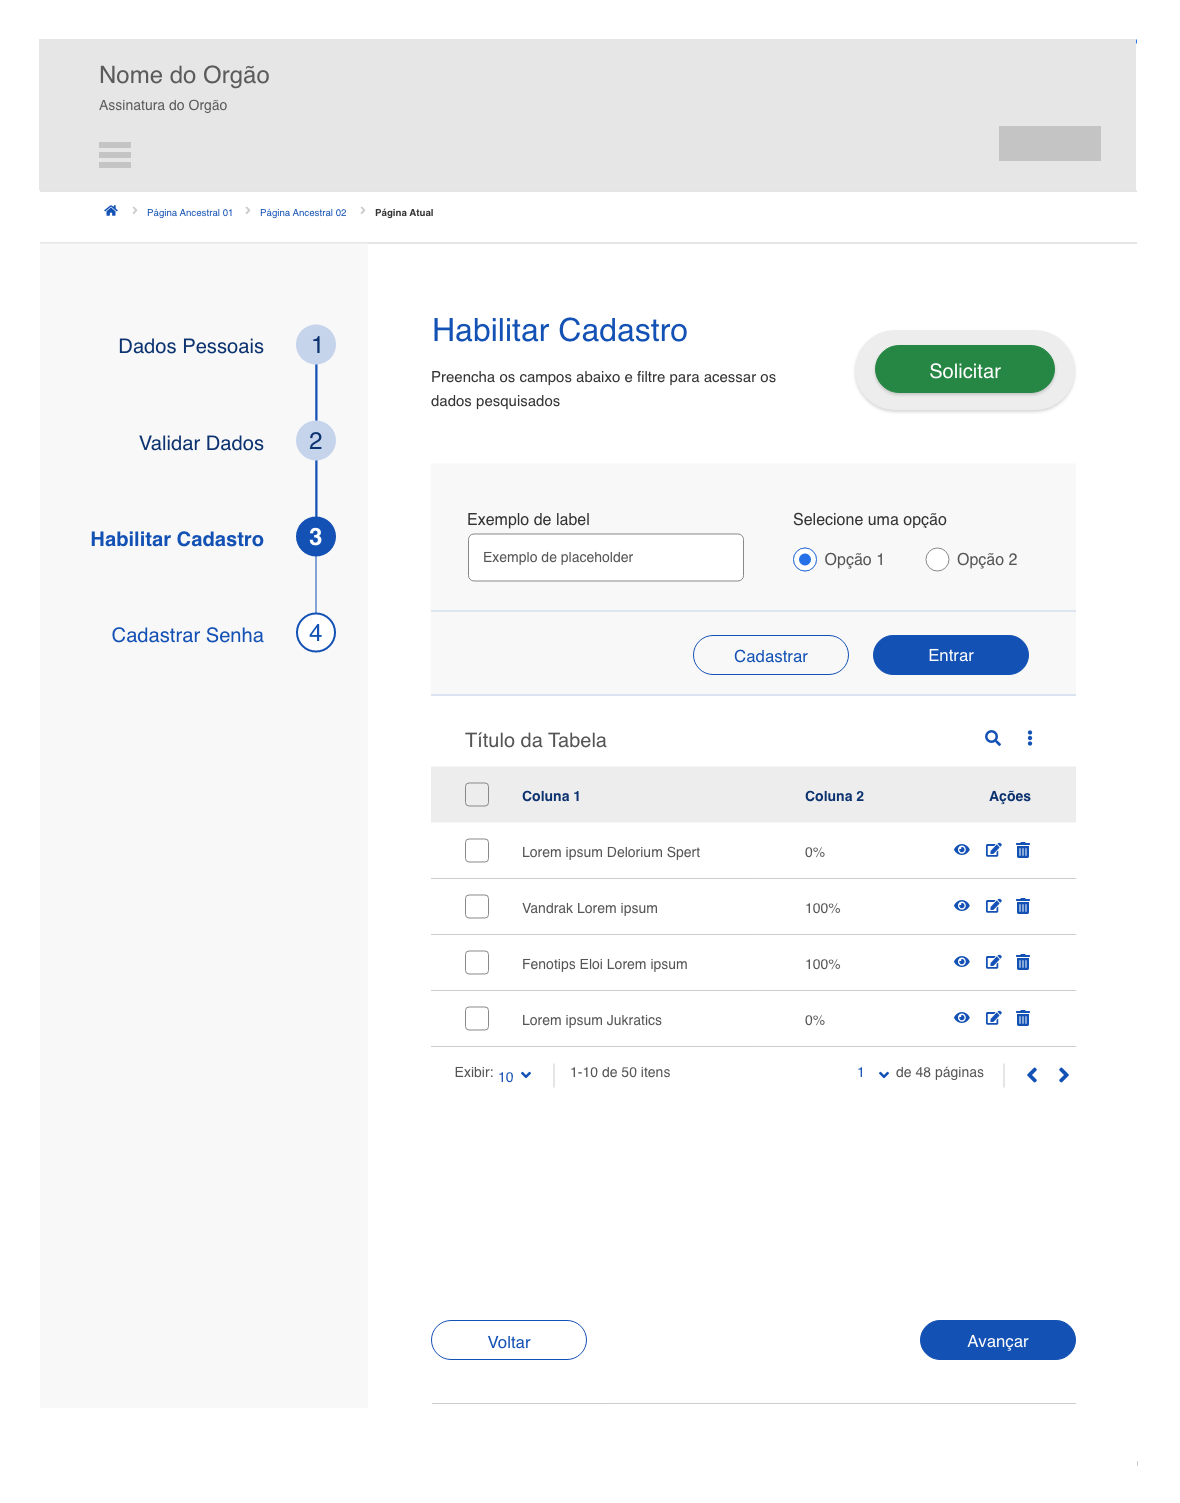 Nome do Orgão
Assinatura do Orgão
Página Ancestral 01
Página Ancestral 02
Página Atual
Dados Pessoais 1
Validar Dados 2
Habilitar Cadastro 3
Cadastrar Senha 4
Habilitar Cadastro
Preencha os campos abaixo e filtre para acessar os
dados pesquisados
Solicitar
Exemplo de label
Exemplo de placeholder
Selecione uma opção
Opção 1 Opção 2
Cadastrar Entrar
Título da Tabela
Coluna 1 Coluna 2 Ações
Lorem ipsum Delorium Spert 0%
Vandrak Lorem ipsum 100%
Fenotips Eloi Lorem ipsum 100%
Lorem ipsum Jukratics 0%
Exibir: 10 1-10 de 50 itens 1 de 48 páginas
Voltar Avançar